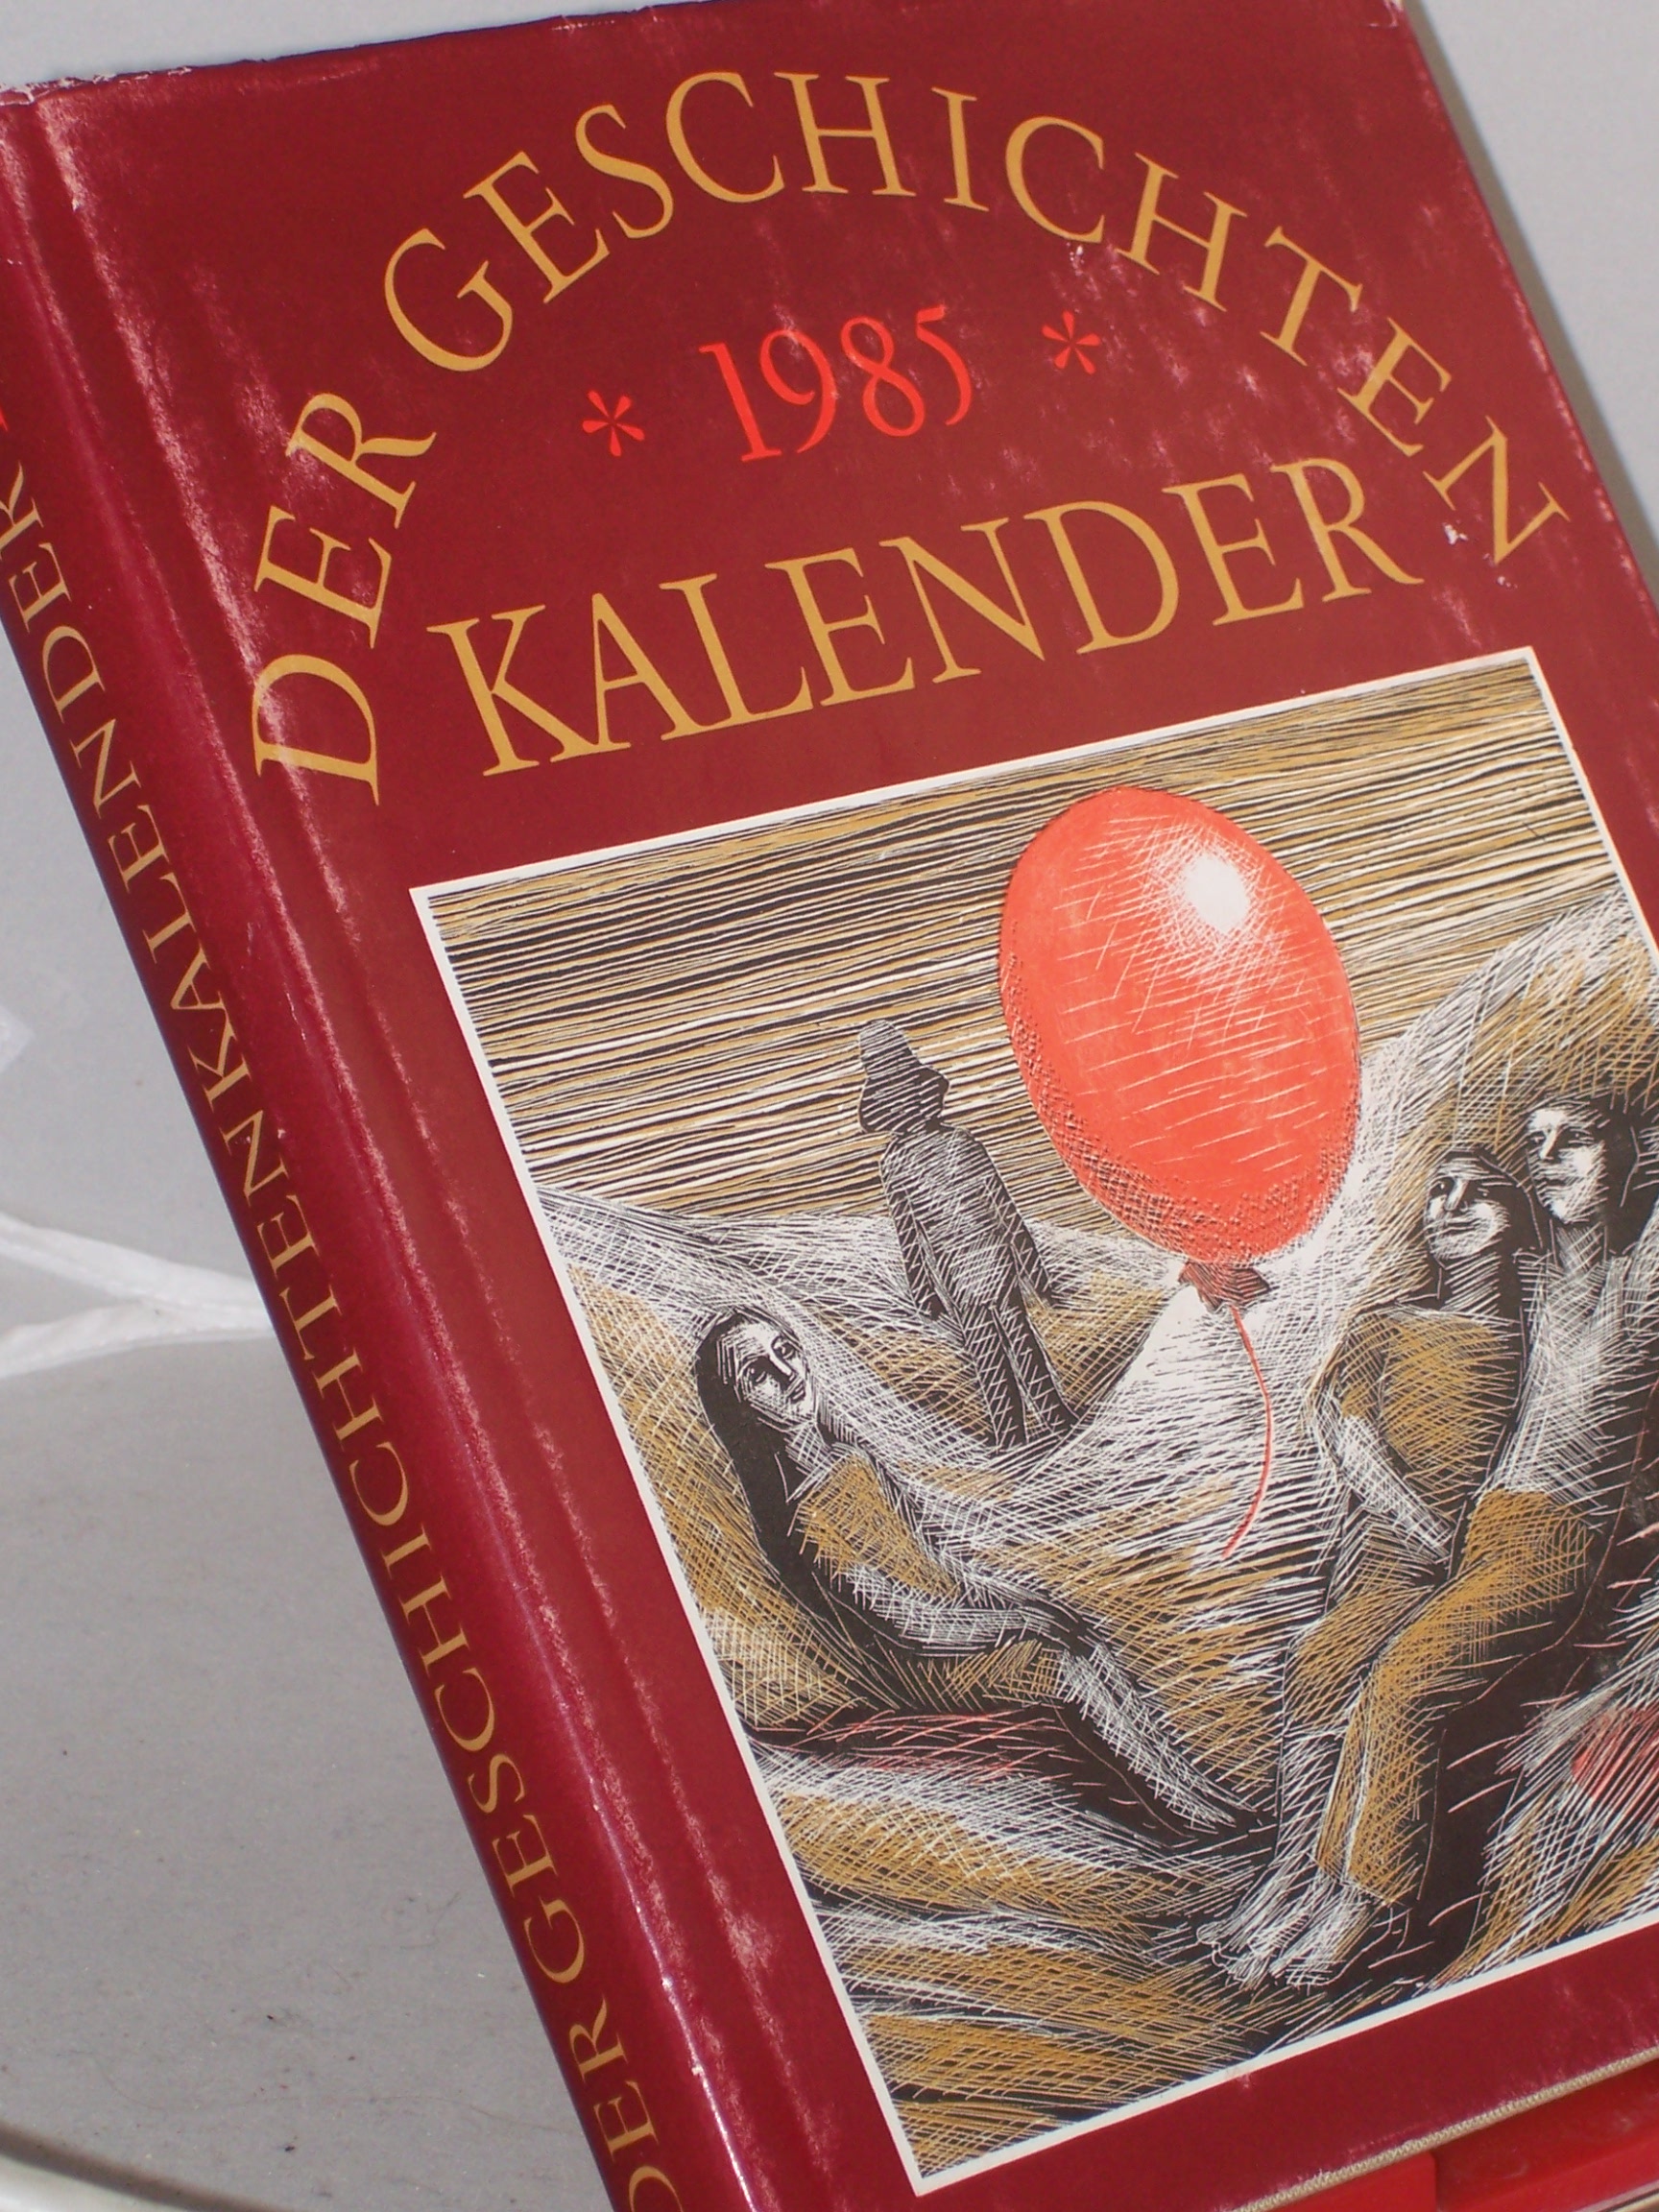 DER GESCHICHTEN
* 1985 *
KALENDER
DER GESCHICHTENKALENDER